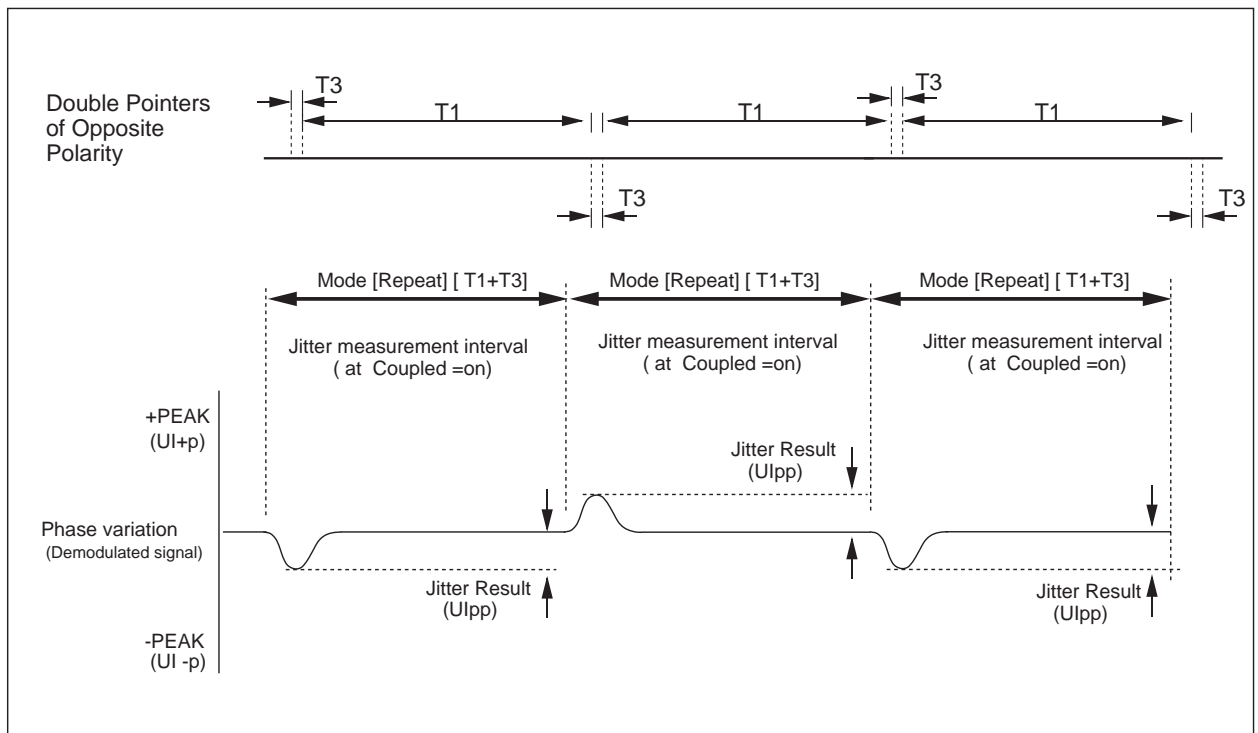 T3
T3
Double Pointers
of Opposite
Polarity
T1
T1
T1
T3
T3
Mode [Repeat] [ T1+T3]
Mode [Repeat] [ T1+T3]
Mode [Repeat] [ T1+T3]
Jitter measurement interval
( at Coupled =on)
Jitter measurement interval
( at Coupled =on)
Jitter measurement interval
( at Coupled =on)
+PEAK
(UI+p)
Jitter Result
(UIpp)
Phase variation
(Demodulated signal)
Jitter Result
(UIpp)
Jitter Result
(UIpp)
-PEAK
(UI -p)